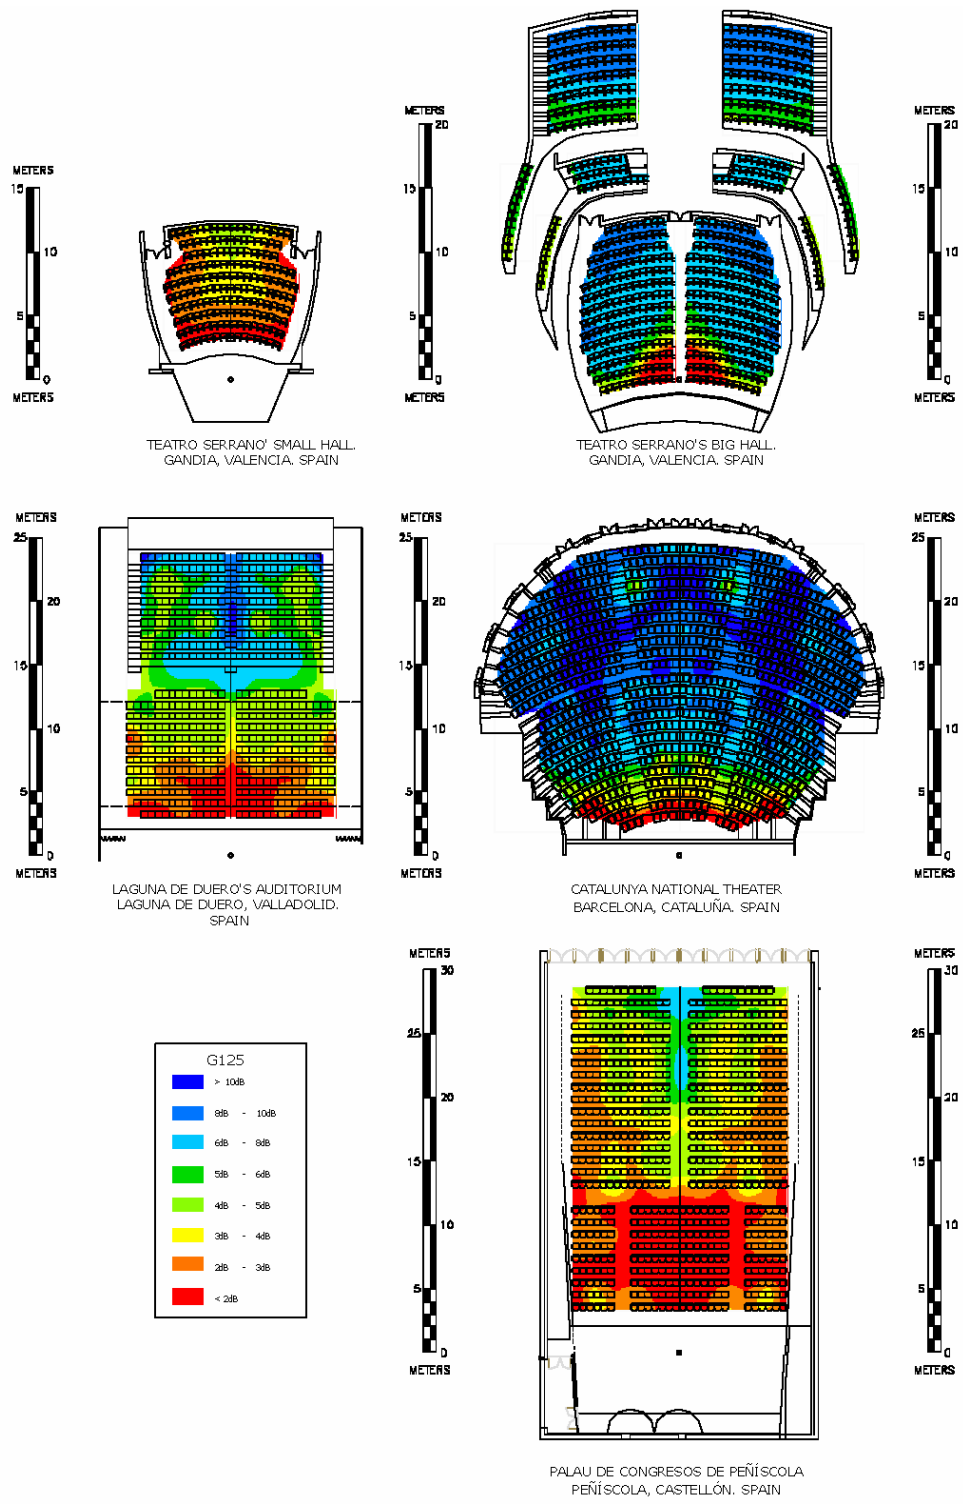 METERS
20
15
10
5
0
METERS
METERS
15
10
5
0
METERS
METERS
20
15
10
5
0
METERS
TEATRO SERRANO' SMALL HALL.
GANDIA, VALENCIA. SPAIN
TEATRO SERRANO'S BIG HALL.
GANDIA, VALENCIA. SPAIN
METERS
25
20
15
10
5
0
METERS
METERS
25
20
15
10
5
0
METERS
METERS
25
20
15
10
5
0
METERS
LAGUNA DE DUERO'S AUDITORIUM
LAGUNA DE DUERO, VALLADOLID.
SPAIN
CATALUNYA NATIONAL THEATER
BARCELONA, CATALUÑA. SPAIN
METERS
30
25
20
15
10
5
0
METERS
METERS
30
25
20
15
10
5
0
METERS
G125
> 10dB
8dB - 10dB
6dB - 8dB
5dB - 6dB
4dB - 5dB
3dB - 4dB
2dB - 3dB
< 2dB
PALAU DE CONGRESOS DE PEÑÍSCOLA
PEÑÍSCOLA, CASTELLÓN. SPAIN